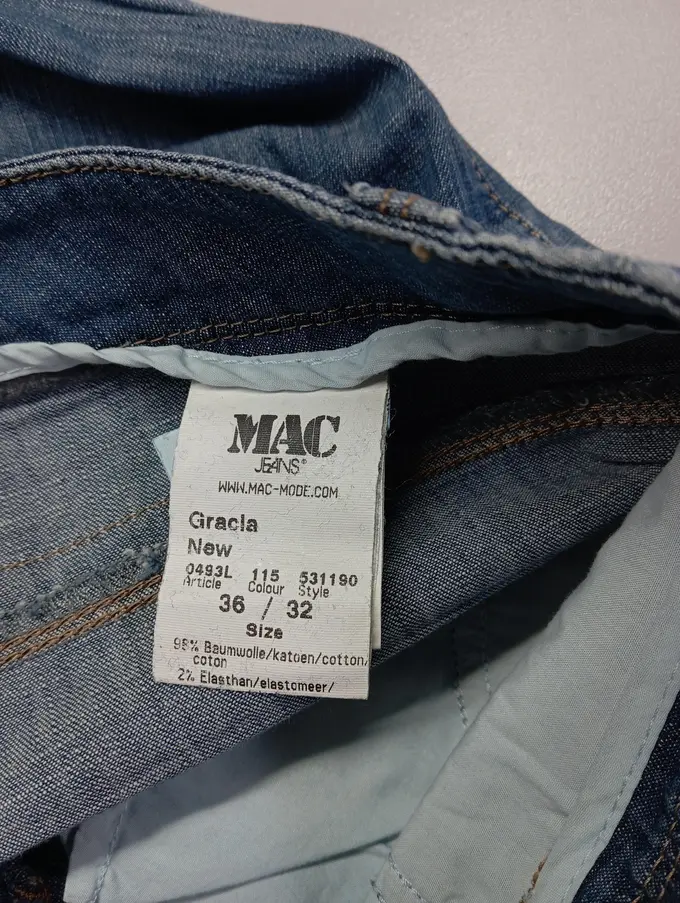 MAC
JEANS®
WWW.MAC-MODE.COM
Gracia
New
0493L 115 531190
Article Colour Style
36 / 32
Size
98% Baumwolle/katoen/cotton/
coton
2% Elasthan/elastomeer/